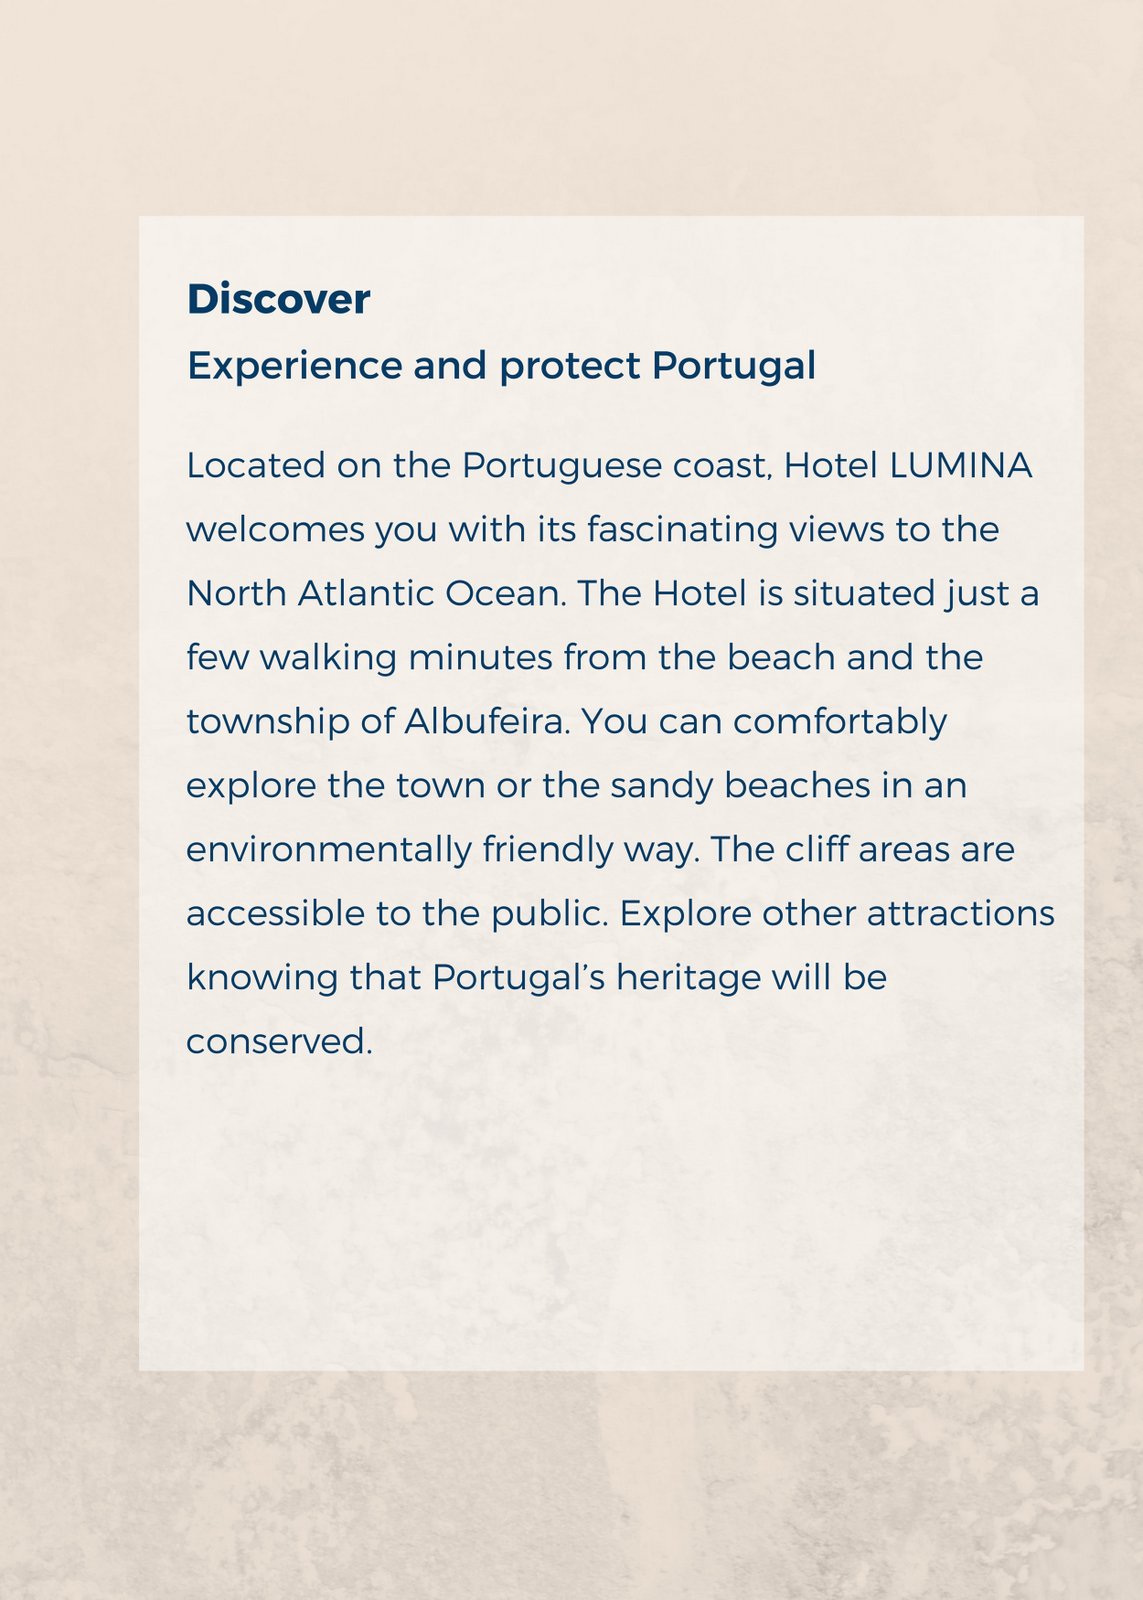 Discover
Experience and protect Portugal
Located on the Portuguese coast, Hotel LUMINA
welcomes you with its fascinating views to the
North Atlantic Ocean. The Hotel is situated just a
few walking minutes from the beach and the
township of Albufeira. You can comfortably
explore the town or the sandy beaches in an
environmentally friendly way. The cliff areas are
accessible to the public. Explore other attractions
knowing that Portugal’s heritage will be
conserved.